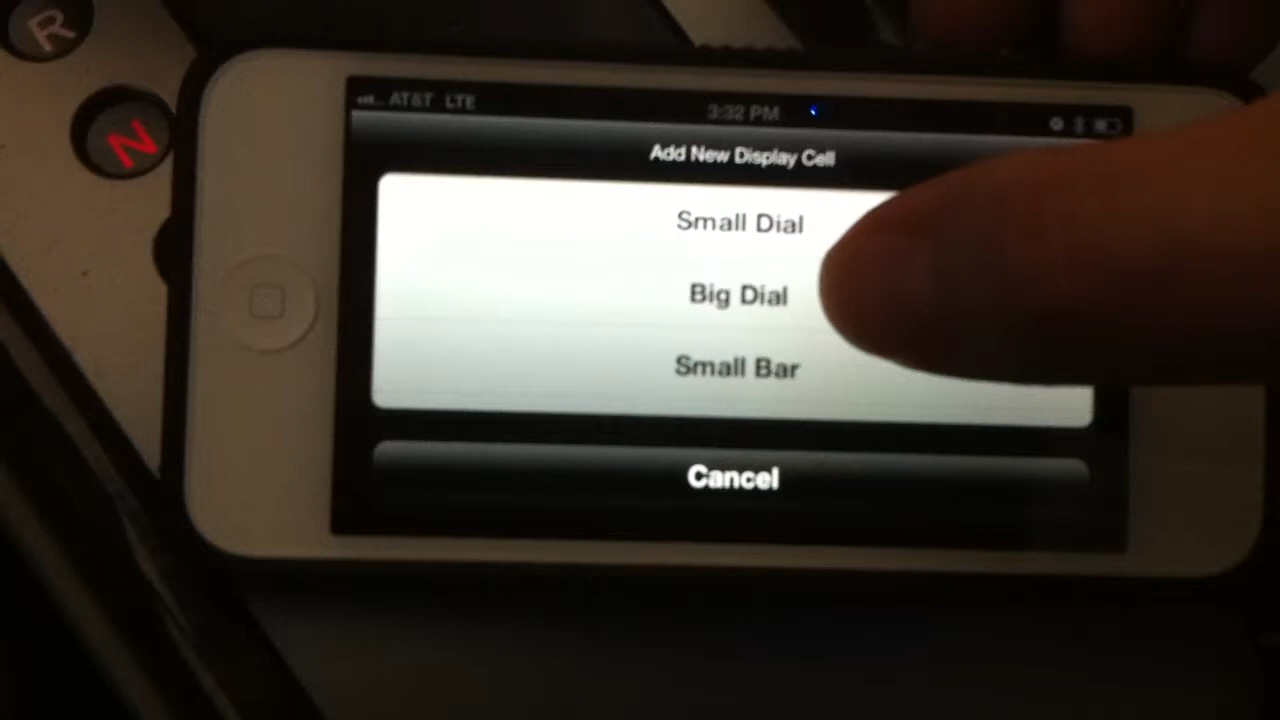 R
N
AT&T LTE
3:32 PM
Add New Display Cell
Small Dial
Big Dial
Small Bar
Cancel